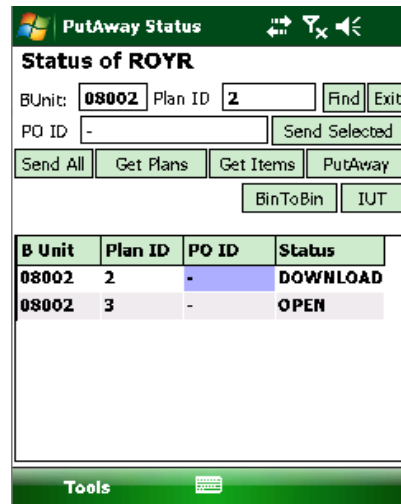 PutAway Status
Status of ROYR
BUnit: 08002 Plan ID 2 Find Exit
PO ID - Send Selected
Send All Get Plans Get Items PutAway
BinToBin IUT
B Unit Plan ID PO ID Status
08002 2 - DOWNLOAD
08002 3 - OPEN
Tools